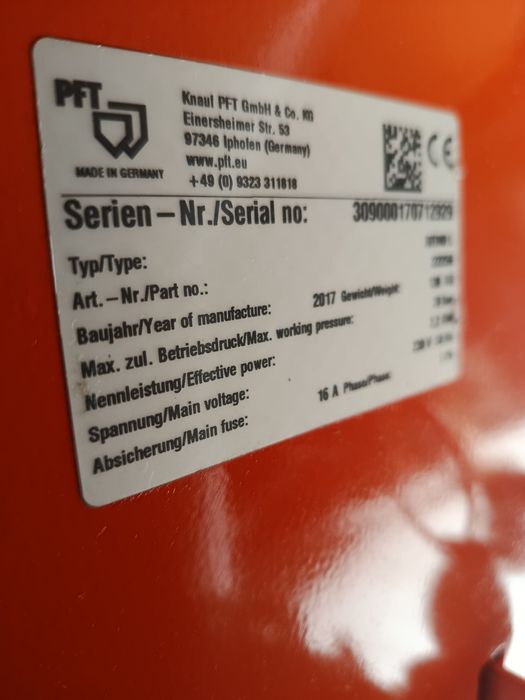 PFT
MADE IN GERMANY
Knauf PFT GmbH & Co. KG
Einersheimer Str. 53
97346 Iphofen (Germany)
www.pft.eu
+49 (0) 9323 311818
CE
Serien – Nr./Serial no: 309000170712929
Typ/Type:
Art. – Nr./Part no.:
Baujahr/Year of manufacture: 2017 Gewicht/Weight:
Max. zul. Betriebsdruck/Max. working pressure:
Nennleistung/Effective power:
Spannung/Main voltage:
Absicherung/Main fuse: 16 A Phase/Phase: